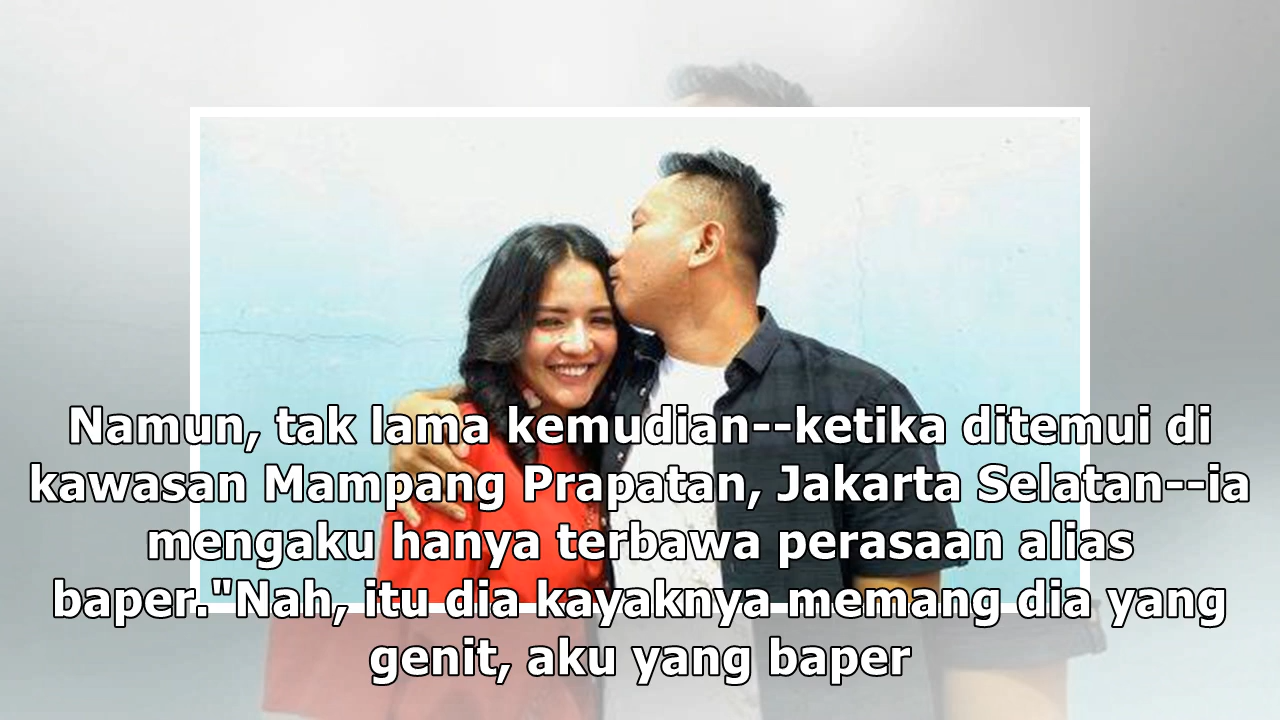 Namun, tak lama kemudian--ketika ditemui di
kawasan Mampang Prapatan, Jakarta Selatan--ia
mengaku hanya terbawa perasaan alias
baper."Nah, itu dia kayaknya memang dia yang
genit, aku yang baper